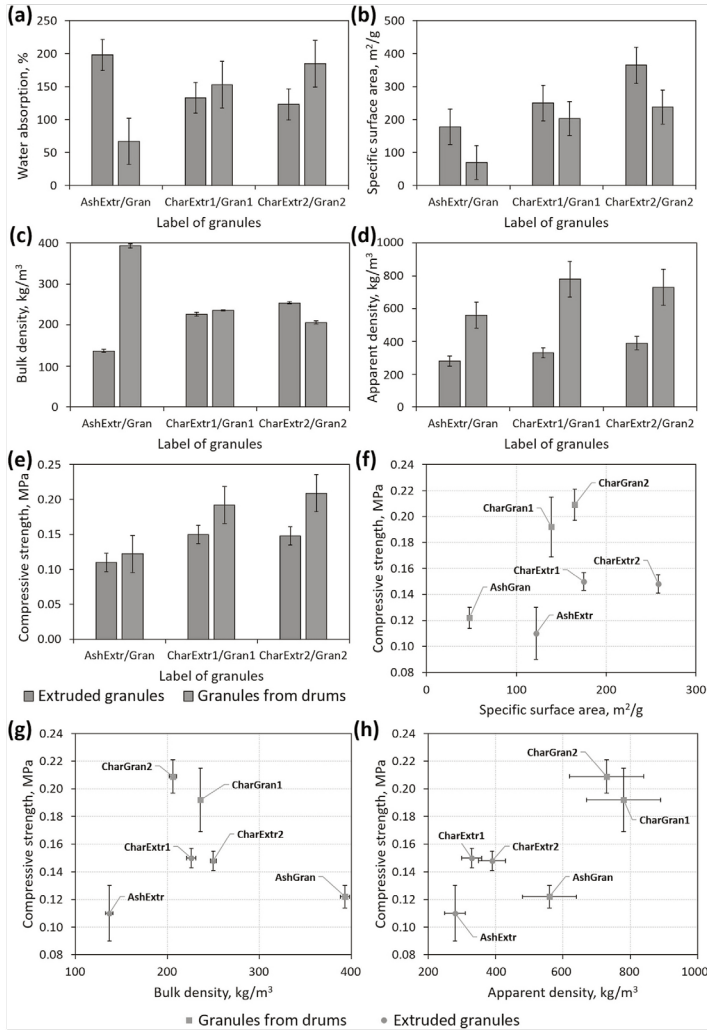 (a)
Water absorption, %
250
200
150
100
50
0
AshExtr/Gran CharExtr1/Gran1 CharExtr2/Gran2
Label of granules
(b)
Specific surface area, m²/g
500
400
300
200
100
0
AshExtr/Gran CharExtr1/Gran1 CharExtr2/Gran2
Label of granules
(c)
Bulk density, kg/m³
400
300
200
100
0
AshExtr/Gran CharExtr1/Gran1 CharExtr2/Gran2
Label of granules
(d)
Apparent density, kg/m³
1000
800
600
400
200
0
AshExtr/Gran CharExtr1/Gran1 CharExtr2/Gran2
Label of granules
(e)
Compressive strength, MPa
0.25
0.20
0.15
0.10
0.05
0.00
AshExtr/Gran CharExtr1/Gran1 CharExtr2/Gran2
Label of granules
Extruded granules Granules from drums
(f)
Compressive strength, MPa
0.24
0.22
0.20
0.18
0.16
0.14
0.12
0.10
0.08
CharGran2
CharGran1
CharExtr2
CharExtr1
AshGran
AshExtr
0 100 200 300
Specific surface area, m²/g
(g)
Compressive strength, MPa
0.24
0.22
0.20
0.18
0.16
0.14
0.12
0.10
0.08
CharGran2
CharGran1
CharExtr1
CharExtr2
AshGran
AshExtr
100 200 300 400
Bulk density, kg/m³
(h)
Compressive strength, MPa
0.24
0.22
0.20
0.18
0.16
0.14
0.12
0.10
0.08
CharGran2
CharGran1
CharExtr1
CharExtr2
AshGran
AshExtr
200 400 600 800 1000
Apparent density, kg/m³
Granules from drums Extruded granules